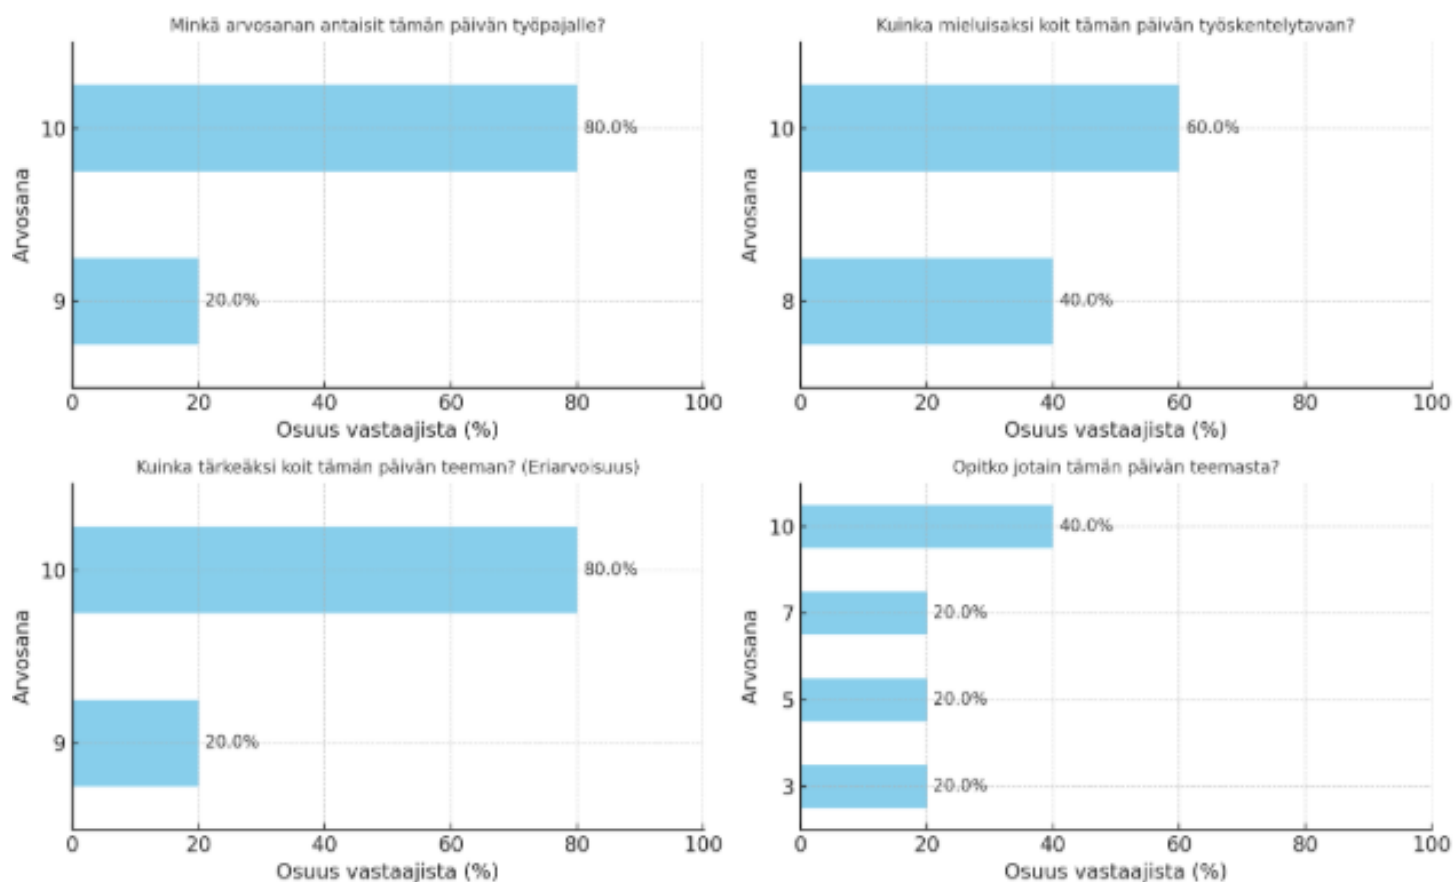 Minkä arvosanan antaisit tämän päivän työpajalle?
10
80.0%
Arvosana
9
20.0%
0 20 40 60 80 100
Osuus vastaajista (%)
Kuinka mieluisaksi koit tämän päivän työskentelytavan?
10
60.0%
Arvosana
8
40.0%
0 20 40 60 80 100
Osuus vastaajista (%)
Kuinka tärkeäksi koit tämän päivän teeman? (Eriarvoisuus)
10
80.0%
Arvosana
9
20.0%
0 20 40 60 80 100
Osuus vastaajista (%)
Opitko jotain tämän päivän teemasta?
10
40.0%
7
20.0%
Arvosana
5
20.0%
3
20.0%
0 20 40 60 80 100
Osuus vastaajista (%)